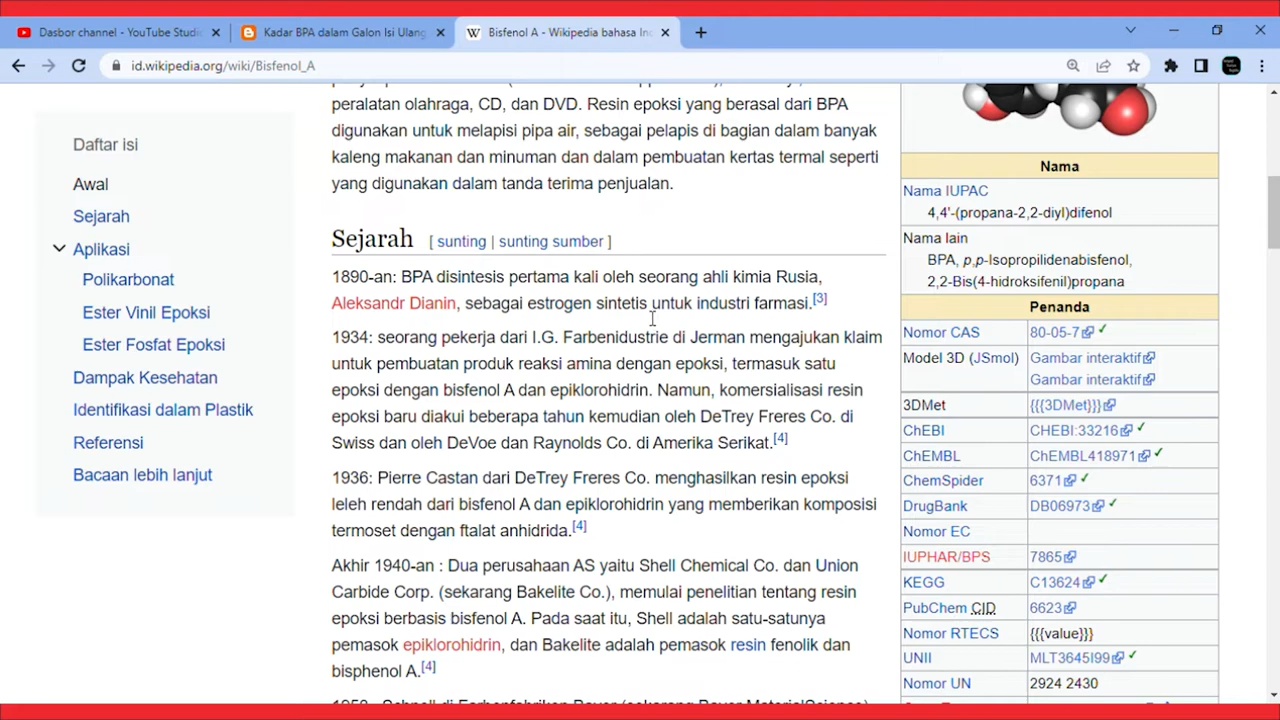 Dasbor channel - YouTube Studio
Kadar BPA dalam Galon Isi Ulang
Bisfenol A - Wikipedia bahasa Ind
id.wikipedia.org/wiki/Bisfenol_A
Daftar isi
Awal
Sejarah
Aplikasi
Polikarbonat
Ester Vinil Epoksi
Ester Fosfat Epoksi
Dampak Kesehatan
Identifikasi dalam Plastik
Referensi
Bacaan lebih lanjut
peralatan olahraga, CD, dan DVD. Resin epoksi yang berasal dari BPA
digunakan untuk melapisi pipa air, sebagai pelapis di bagian dalam banyak
kaleng makanan dan minuman dan dalam pembuatan kertas termal seperti
yang digunakan dalam tanda terima penjualan.
Sejarah [ sunting | sunting sumber ]
1890-an: BPA disintesis pertama kali oleh seorang ahli kimia Rusia,
Aleksandr Dianin, sebagai estrogen sintetis untuk industri farmasi.[3]
1934: seorang pekerja dari I.G. Farbenidustrie di Jerman mengajukan klaim
untuk pembuatan produk reaksi amina dengan epoksi, termasuk satu
epoksi dengan bisfenol A dan epiklorohidrin. Namun, komersialisasi resin
epoksi baru diakui beberapa tahun kemudian oleh DeTrey Freres Co. di
Swiss dan oleh DeVoe dan Raynolds Co. di Amerika Serikat.[4]
1936: Pierre Castan dari DeTrey Freres Co. menghasilkan resin epoksi
leleh rendah dari bisfenol A dan epiklorohidrin yang memberikan komposisi
termoset dengan ftalat anhidrida.[4]
Akhir 1940-an : Dua perusahaan AS yaitu Shell Chemical Co. dan Union
Carbide Corp. (sekarang Bakelite Co.), memulai penelitian tentang resin
epoksi berbasis bisfenol A. Pada saat itu, Shell adalah satu-satunya
pemasok epiklorohidrin, dan Bakelite adalah pemasok resin fenolik dan
bisphenol A.[4]
Nama
Nama IUPAC
4,4'-(propana-2,2-diyl)difenol
Nama lain
BPA, p,p-Isopropilidenabisfenol,
2,2-Bis(4-hidroksifenil)propana
Penanda
Nomor CAS 80-05-7 ✓
Model 3D (JSmol) Gambar interaktif
Gambar interaktif
3DMet {{{3DMet}}}
ChEBI CHEBI:33216 ✓
ChEMBL ChEMBL418971 ✓
ChemSpider 6371 ✓
DrugBank DB06973 ✓
Nomor EC
IUPHAR/BPS 7865
KEGG C13624 ✓
PubChem CID 6623
Nomor RTECS {{{value}}}
UNII MLT3645I99 ✓
Nomor UN 2924 2430